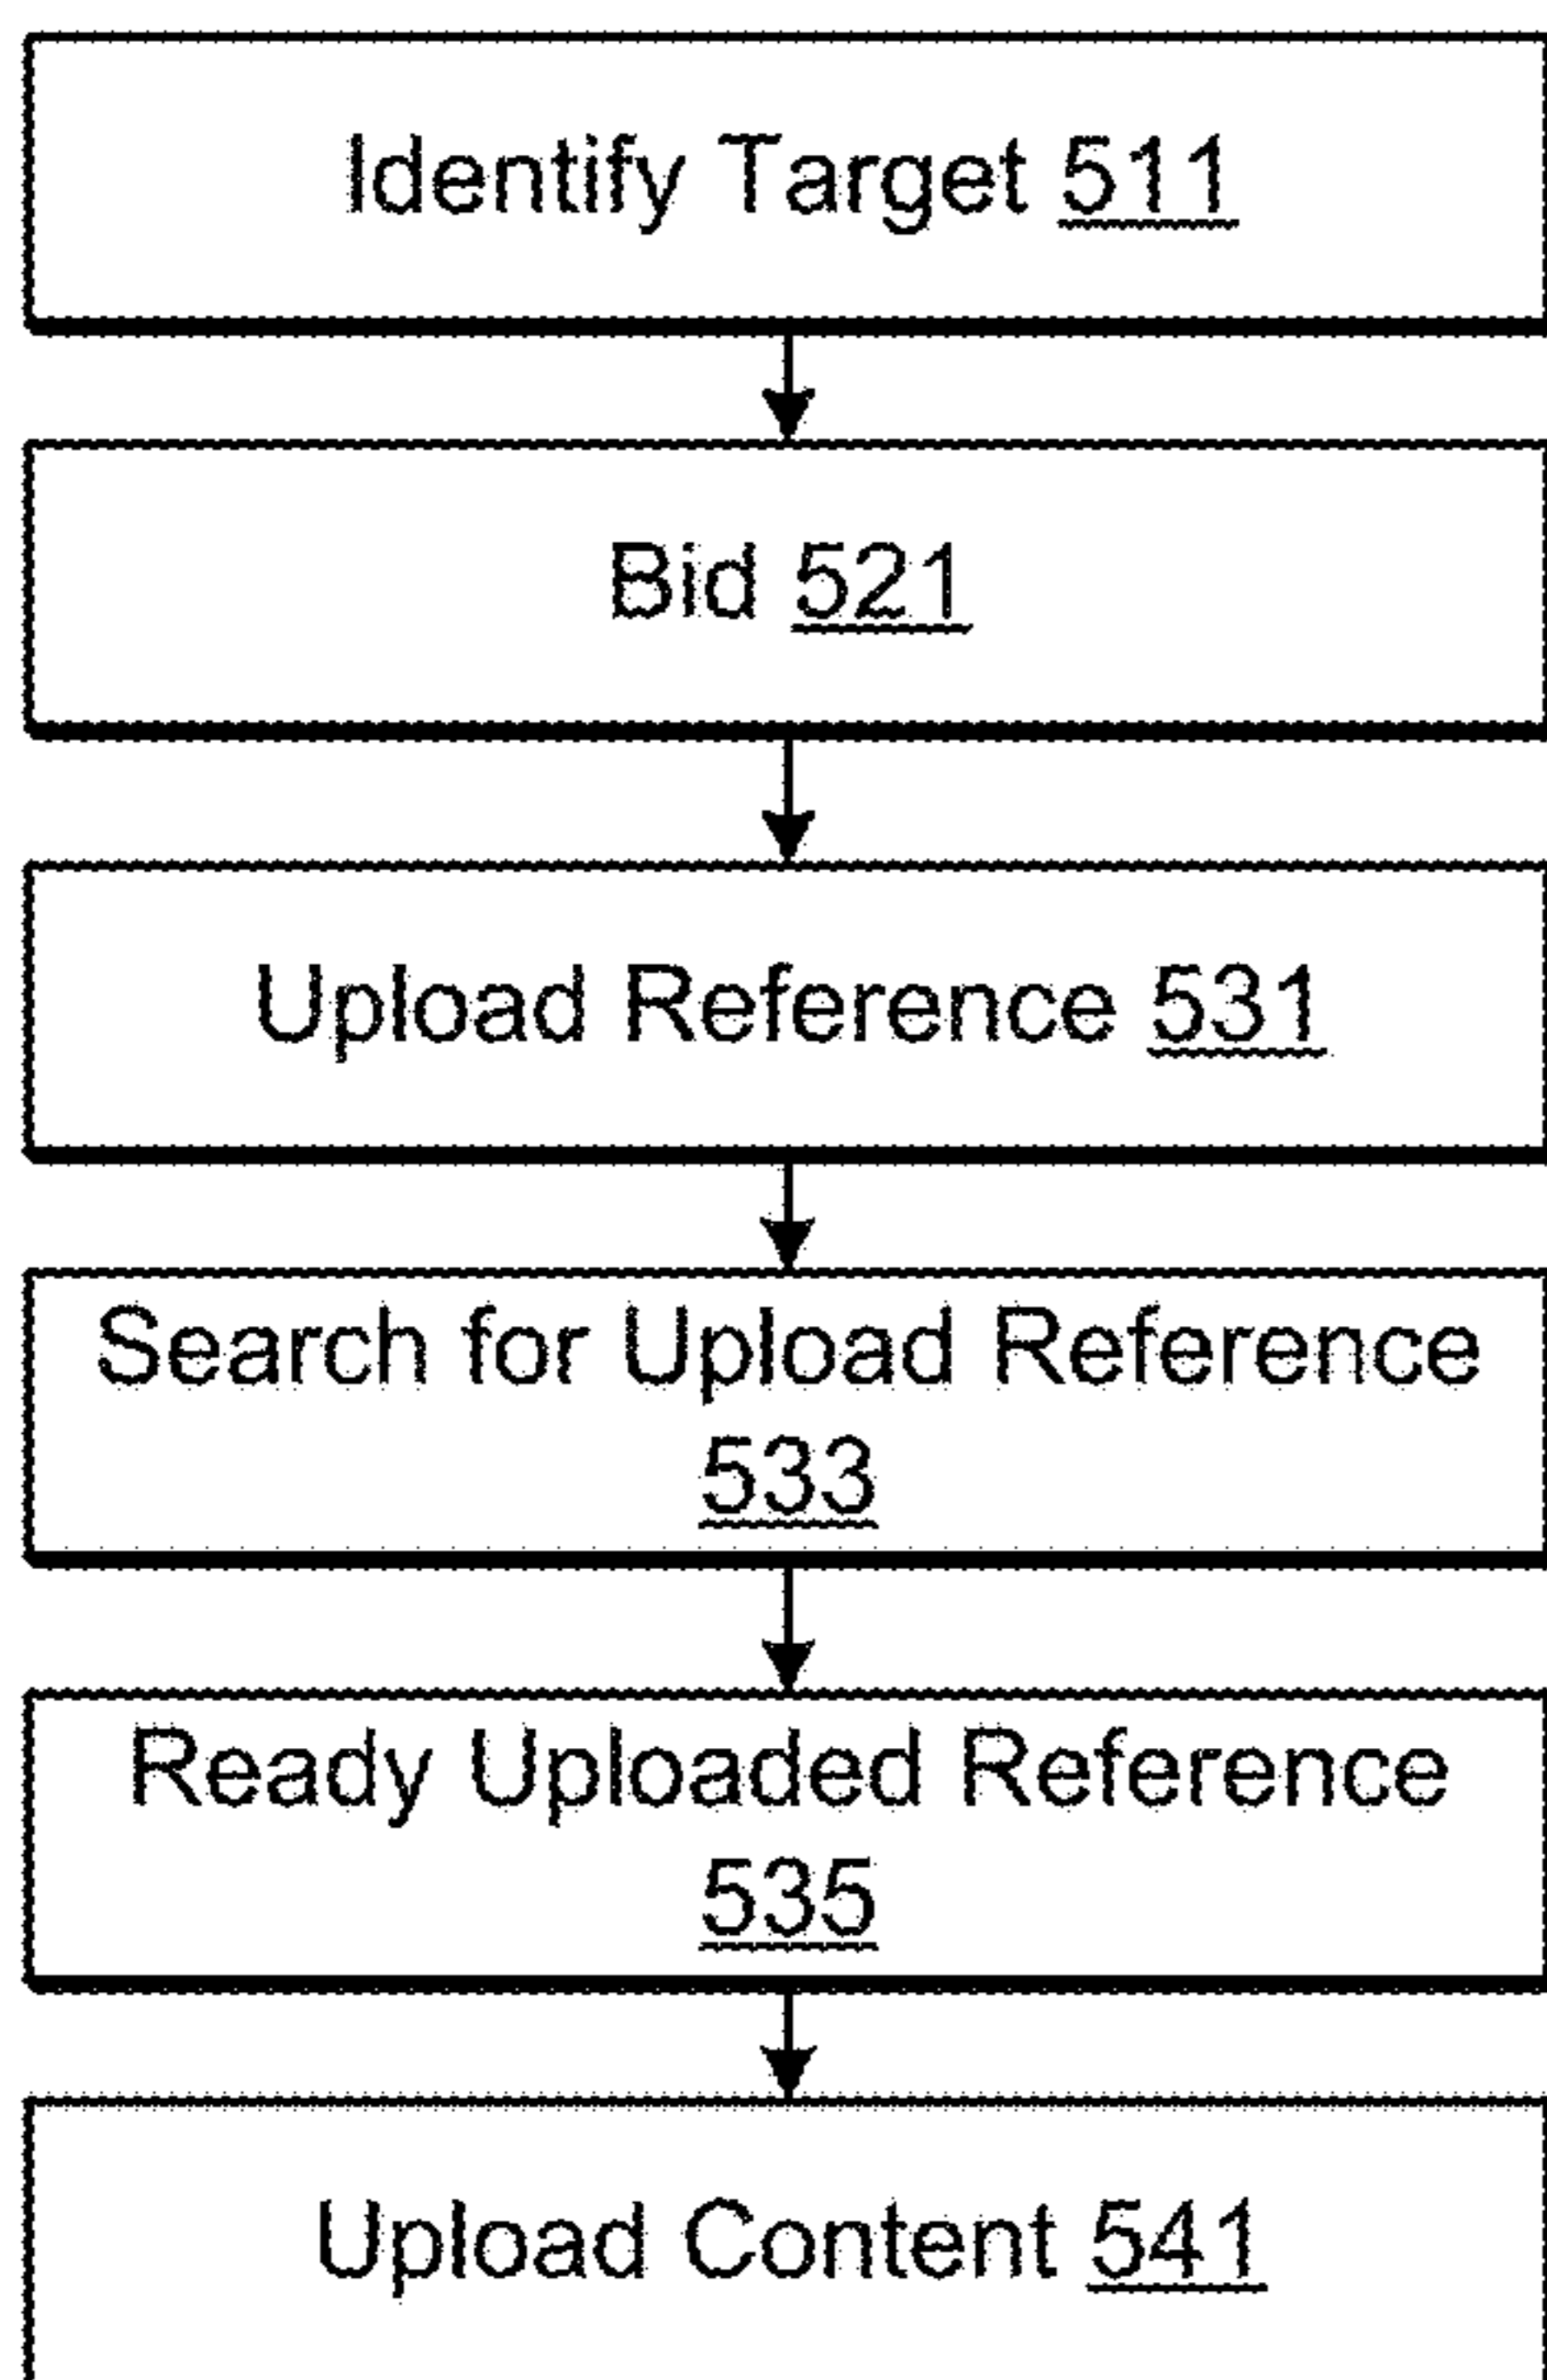 Identify Target 511
Bid 521
Upload Reference 531
Search for Upload Reference
533
Ready Uploaded Reference
535
Upload Content 541